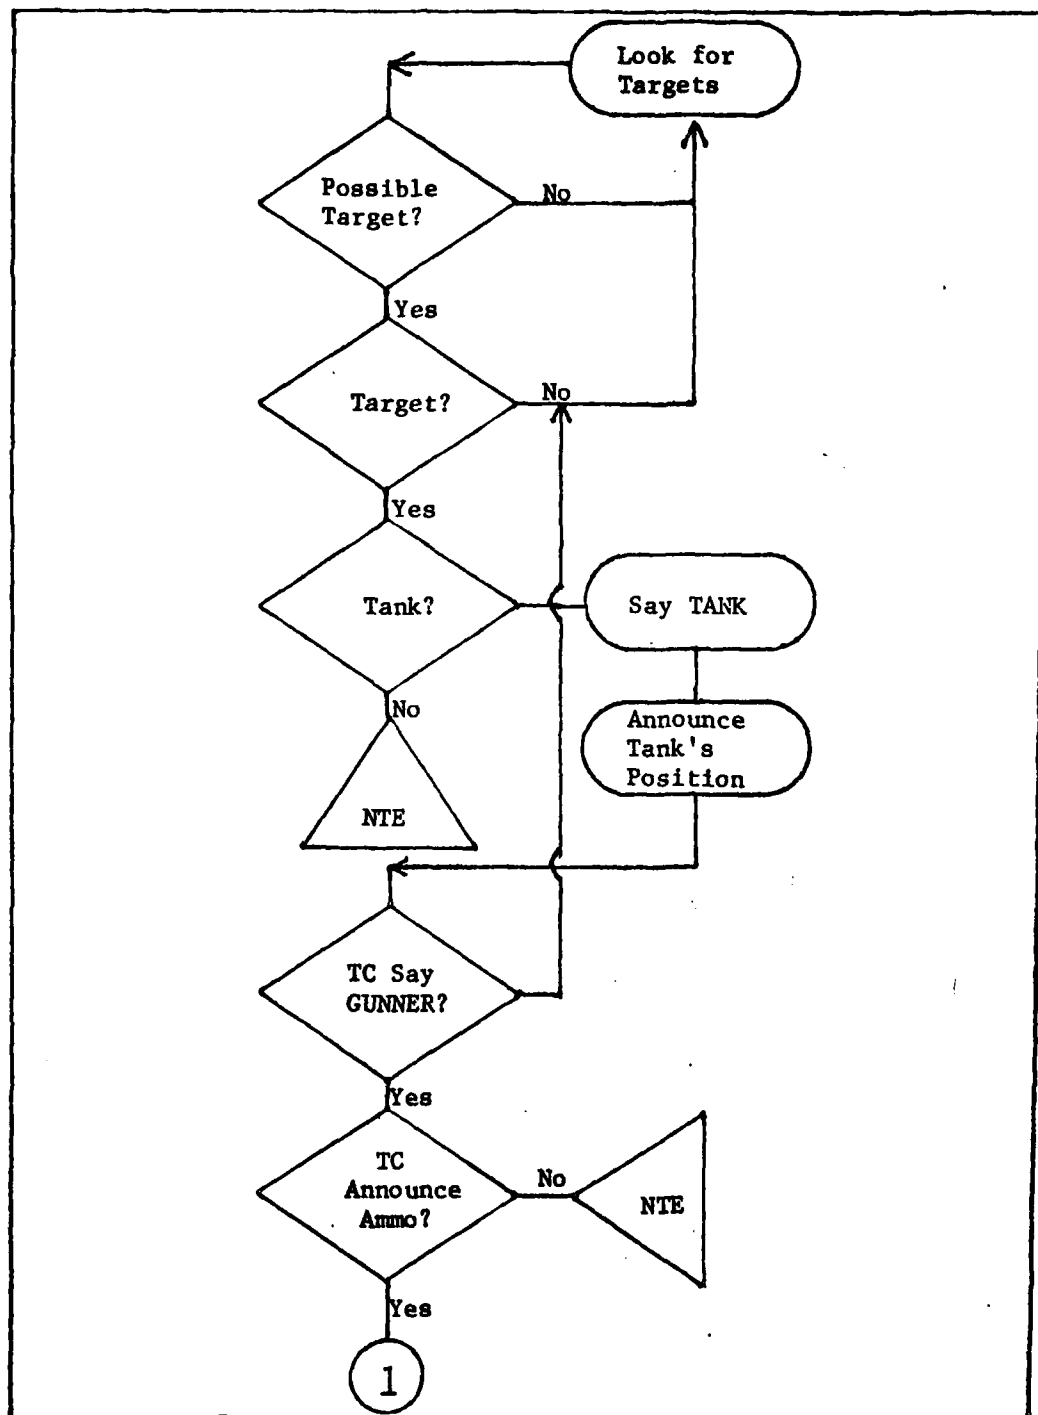 Look for
Targets
Possible
Target?
No
Yes
Target?
No
Yes
Tank?
Say TANK
No
Announce
Tank's
Position
NTE
TC Say
GUNNER?
Yes
TC
Announce
Ammo?
No
NTE
Yes
1